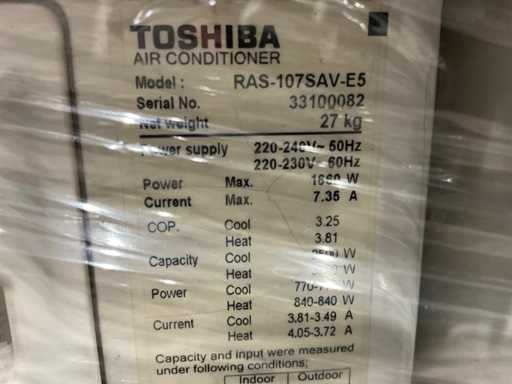 TOSHIBA
AIR CONDITIONER
Model : RAS-107SAV-E5
Serial No. 33100082
Net weight 27 kg
Power supply 220-240V~ 50Hz
220-230V~ 60Hz
Power Max. W
Current Max. 7.35 A
COP. Cool 3.25
Heat 3.81
Capacity Cool W
Heat W
Power Cool W
Heat 840-840 W
Current Cool 3.81-3.49 A
Heat 4.05-3.72 A
Capacity and input were measured
under following conditions;
Indoor Outdoor